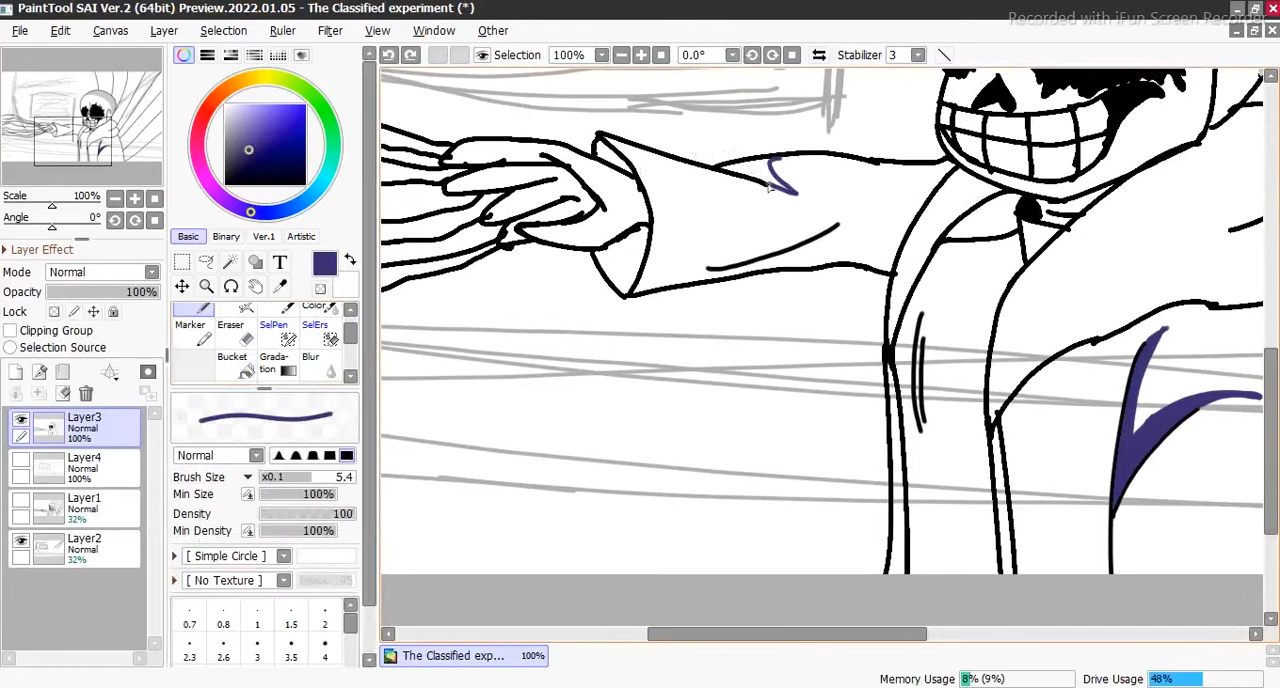 PaintTool SAI Ver.2 (64bit) Preview.2022.01.05 - The Classified experiment (*)
Recorded with iFun Screen Recorder
File Edit Canvas Layer Selection Ruler Filter View Window Other
Selection 100% 0.0° Stabilizer 3
Scale 100%
Angle 0°
Layer Effect
Mode Normal
Opacity 100%
Lock
Clipping Group
Selection Source
Layer3
Normal
100%
Layer4
Normal
100%
Layer1
Normal
32%
Layer2
Normal
32%
Basic Binary Ver.1 Artistic
T
Color
Marker Eraser SelPen SelErs
Bucket Grada-
tion Blur
Normal
Brush Size x0.1 5.4
Min Size 100%
Density 100
Min Density 100%
[ Simple Circle ]
[ No Texture ] 95
0.7 0.8 1 1.5 2
2.3 2.6 3 3.5 4
The Classified exp... 100%
Memory Usage 8% (9%) Drive Usage 48%